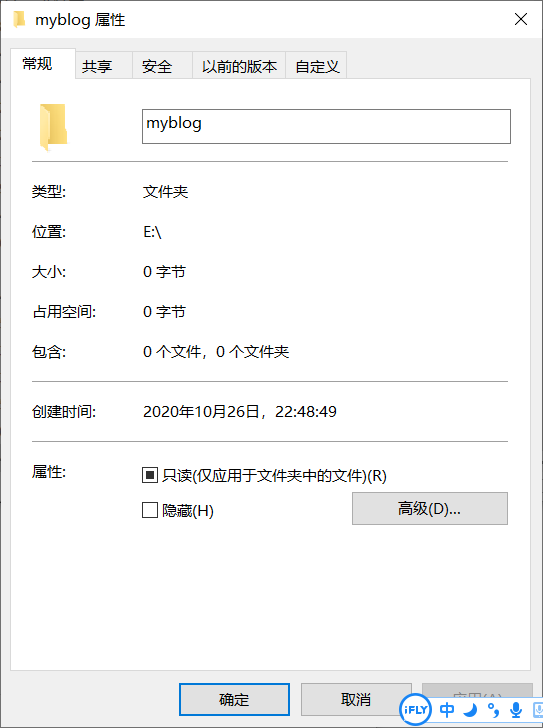 myblog 属性
常规 共享 安全 以前的版本 自定义
myblog
类型: 文件夹
位置: E:\
大小: 0 字节
占用空间: 0 字节
包含: 0 个文件，0 个文件夹
创建时间: 2020年10月26日，22:48:49
属性: 只读(仅应用于文件夹中的文件)(R)
隐藏(H) 高级(D)...
确定 取消 应用(A)
iFLY 中